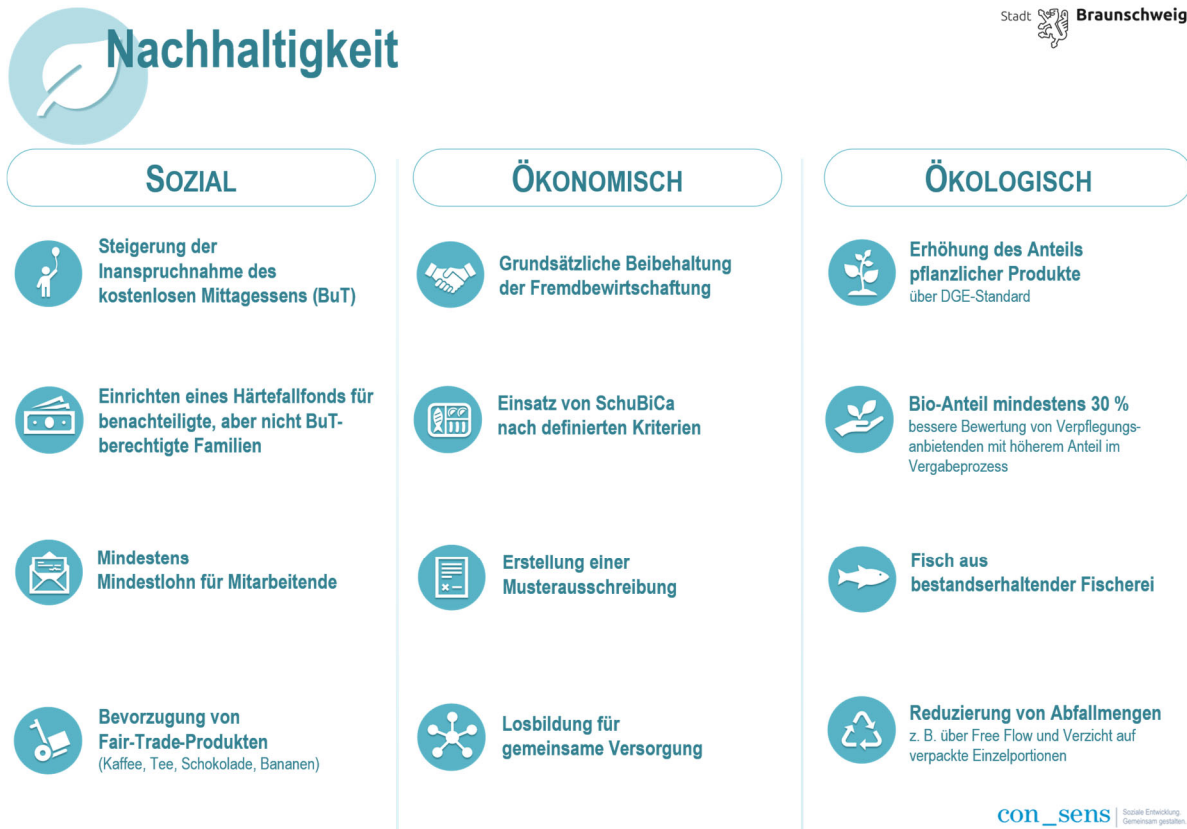 Nachhaltigkeit
Stadt Braunschweig
SOZIAL
Steigerung der
Inanspruchnahme des
kostenlosen Mittagessens (BuT)
Einrichten eines Härtefallfonds für
benachteiligte, aber nicht BuT-
berechtigte Familien
Mindestens
Mindestlohn für Mitarbeitende
Bevorzugung von
Fair-Trade-Produkten
(Kaffee, Tee, Schokolade, Bananen)
ÖKONOMISCH
Grundsätzliche Beibehaltung
der Fremdbewirtschaftung
Einsatz von SchuBiCa
nach definierten Kriterien
Erstellung einer
Musterausschreibung
Losbildung für
gemeinsame Versorgung
ÖKOLOGISCH
Erhöhung des Anteils
pflanzlicher Produkte
über DGE-Standard
Bio-Anteil mindestens 30 %
bessere Bewertung von Verpflegungs-
anbietenden mit höherem Anteil im
Vergabeprozess
Fisch aus
bestandserhaltender Fischerei
Reduzierung von Abfallmengen
z. B. über Free Flow und Verzicht auf
verpackte Einzelportionen
con_sens
Soziale Entwicklung.
Gemeinsam gestalten.